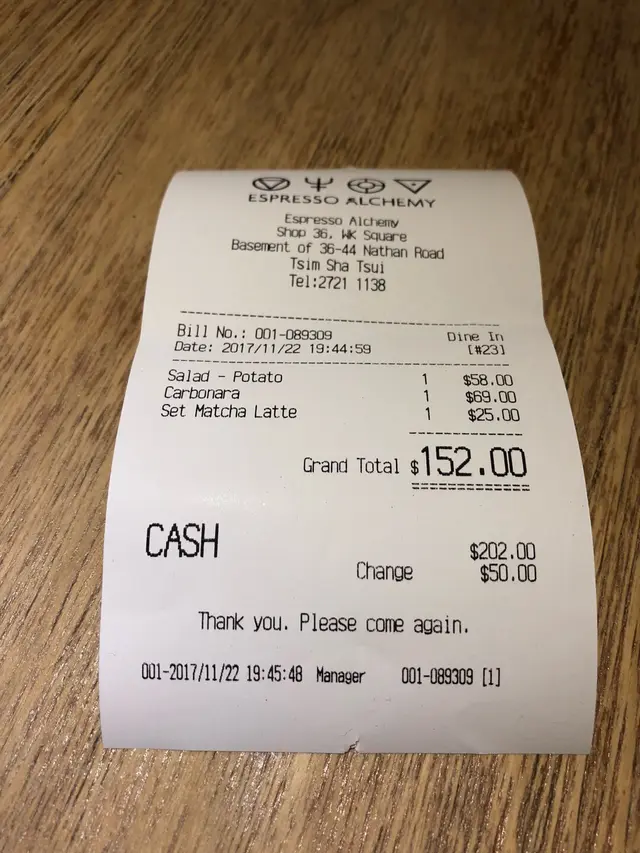 ESPRESSO ALCHEMY
Espresso Alchemy
Shop 36, WK Square
Basement of 36-44 Nathan Road
Tsim Sha Tsui
Tel:2721 1138
Bill No.: 001-089309 Dine In
Date: 2017/11/22 19:44:59 [#23]
Salad - Potato 1 $58.00
Carbonara 1 $69.00
Set Matcha Latte 1 $25.00
Grand Total $152.00
CASH $202.00
Change $50.00
Thank you. Please come again.
001-2017/11/22 19:45:48 Manager 001-089309 [1]